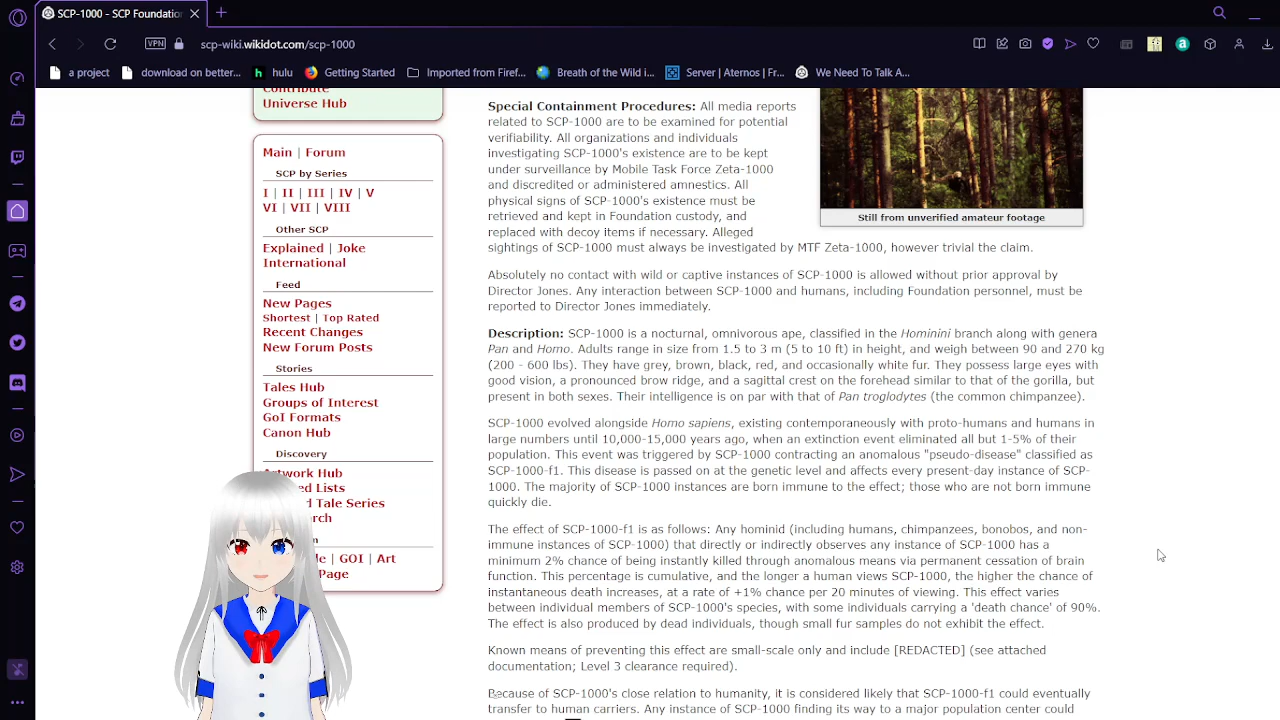 SCP-1000 - SCP Foundation
VPN
scp-wiki.wikidot.com/scp-1000
a project
download on better...
hulu
Getting Started
Imported from Firef...
Breath of the Wild i...
Server | Aternos | Fr...
We Need To Talk A...
Contribute
Universe Hub
Main | Forum
SCP by Series
I | II | III | IV | V
VI | VII | VIII
Other SCP
Explained | Joke
International
Feed
New Pages
Shortest | Top Rated
Recent Changes
New Forum Posts
Stories
Tales Hub
Groups of Interest
GoI Formats
Canon Hub
Discovery
Artwork Hub
Lists
Tale Series
GOI | Art
Page
Special Containment Procedures: All media reports
related to SCP-1000 are to be examined for potential
verifiability. All organizations and individuals
investigating SCP-1000's existence are to be kept
under surveillance by Mobile Task Force Zeta-1000
and discredited or administered amnestics. All
physical signs of SCP-1000's existence must be
retrieved and kept in Foundation custody, and
replaced with decoy items if necessary. Alleged
sightings of SCP-1000 must always be investigated by MTF Zeta-1000, however trivial the claim.
Still from unverified amateur footage
Absolutely no contact with wild or captive instances of SCP-1000 is allowed without prior approval by
Director Jones. Any interaction between SCP-1000 and humans, including Foundation personnel, must be
reported to Director Jones immediately.
Description: SCP-1000 is a nocturnal, omnivorous ape, classified in the Hominini branch along with genera
Pan and Homo. Adults range in size from 1.5 to 3 m (5 to 10 ft) in height, and weigh between 90 and 270 kg
(200 - 600 lbs). They have grey, brown, black, red, and occasionally white fur. They possess large eyes with
good vision, a pronounced brow ridge, and a sagittal crest on the forehead similar to that of the gorilla, but
present in both sexes. Their intelligence is on par with that of Pan troglodytes (the common chimpanzee).
SCP-1000 evolved alongside Homo sapiens, existing contemporaneously with proto-humans and humans in
large numbers until 10,000-15,000 years ago, when an extinction event eliminated all but 1-5% of their
population. This event was triggered by SCP-1000 contracting an anomalous "pseudo-disease" classified as
SCP-1000-f1. This disease is passed on at the genetic level and affects every present-day instance of SCP-
1000. The majority of SCP-1000 instances are born immune to the effect; those who are not born immune
quickly die.
The effect of SCP-1000-f1 is as follows: Any hominid (including humans, chimpanzees, bonobos, and non-
immune instances of SCP-1000) that directly or indirectly observes any instance of SCP-1000 has a
minimum 2% chance of being instantly killed through anomalous means via permanent cessation of brain
function. This percentage is cumulative, and the longer a human views SCP-1000, the higher the chance of
instantaneous death increases, at a rate of +1% chance per 20 minutes of viewing. This effect varies
between individual members of SCP-1000's species, with some individuals carrying a 'death chance' of 90%.
The effect is also produced by dead individuals, though small fur samples do not exhibit the effect.
Known means of preventing this effect are small-scale only and include [REDACTED] (see attached
documentation; Level 3 clearance required).
Because of SCP-1000's close relation to humanity, it is considered likely that SCP-1000-f1 could eventually
transfer to human carriers. Any instance of SCP-1000 finding its way to a major population center could